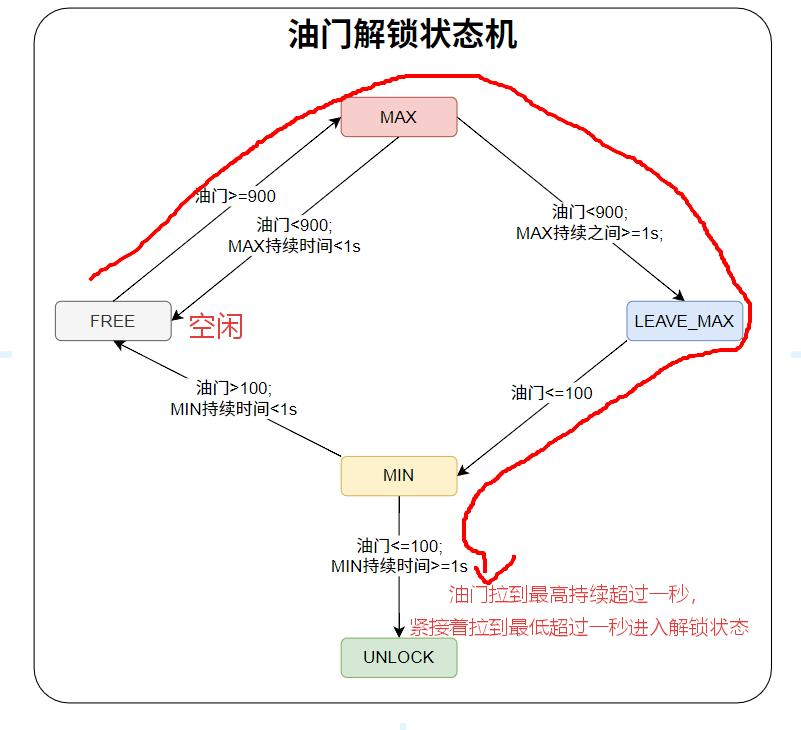 油门解锁状态机
MAX
油门>=900
油门<900;
MAX持续时间<1s
油门<900;
MAX持续之间>=1s;
FREE
空闲
LEAVE_MAX
油门>100;
MIN持续时间<1s
油门<=100
MIN
油门<=100;
MIN持续时间>=1s
油门拉到最高持续超过一秒，
紧接着拉到最低超过一秒进入解锁状态
UNLOCK